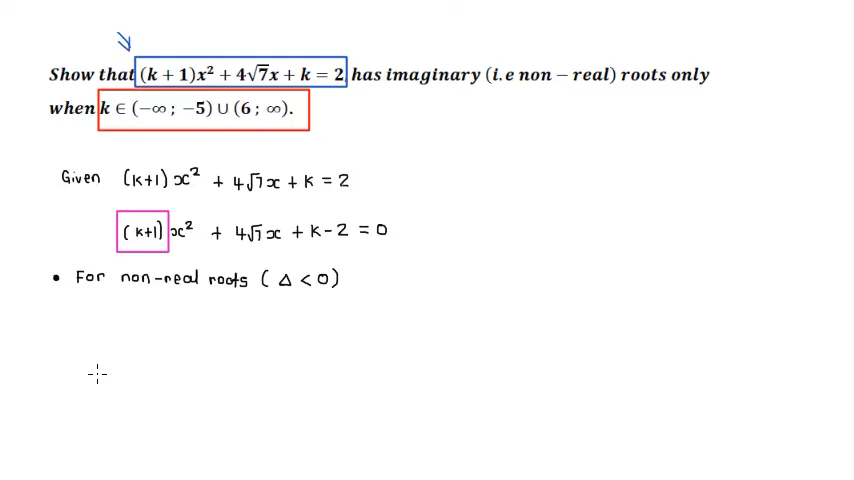 Show that (k + 1)x² + 4√7x + k = 2, has imaginary (i.e non − real) roots only
when k ∈ (−∞ ; −5) ∪ (6 ; ∞).
Given (k+1)x² + 4√7x + k = 2
(k+1)x² + 4√7x + k-2 = 0
• For non-real roots (Δ < 0)